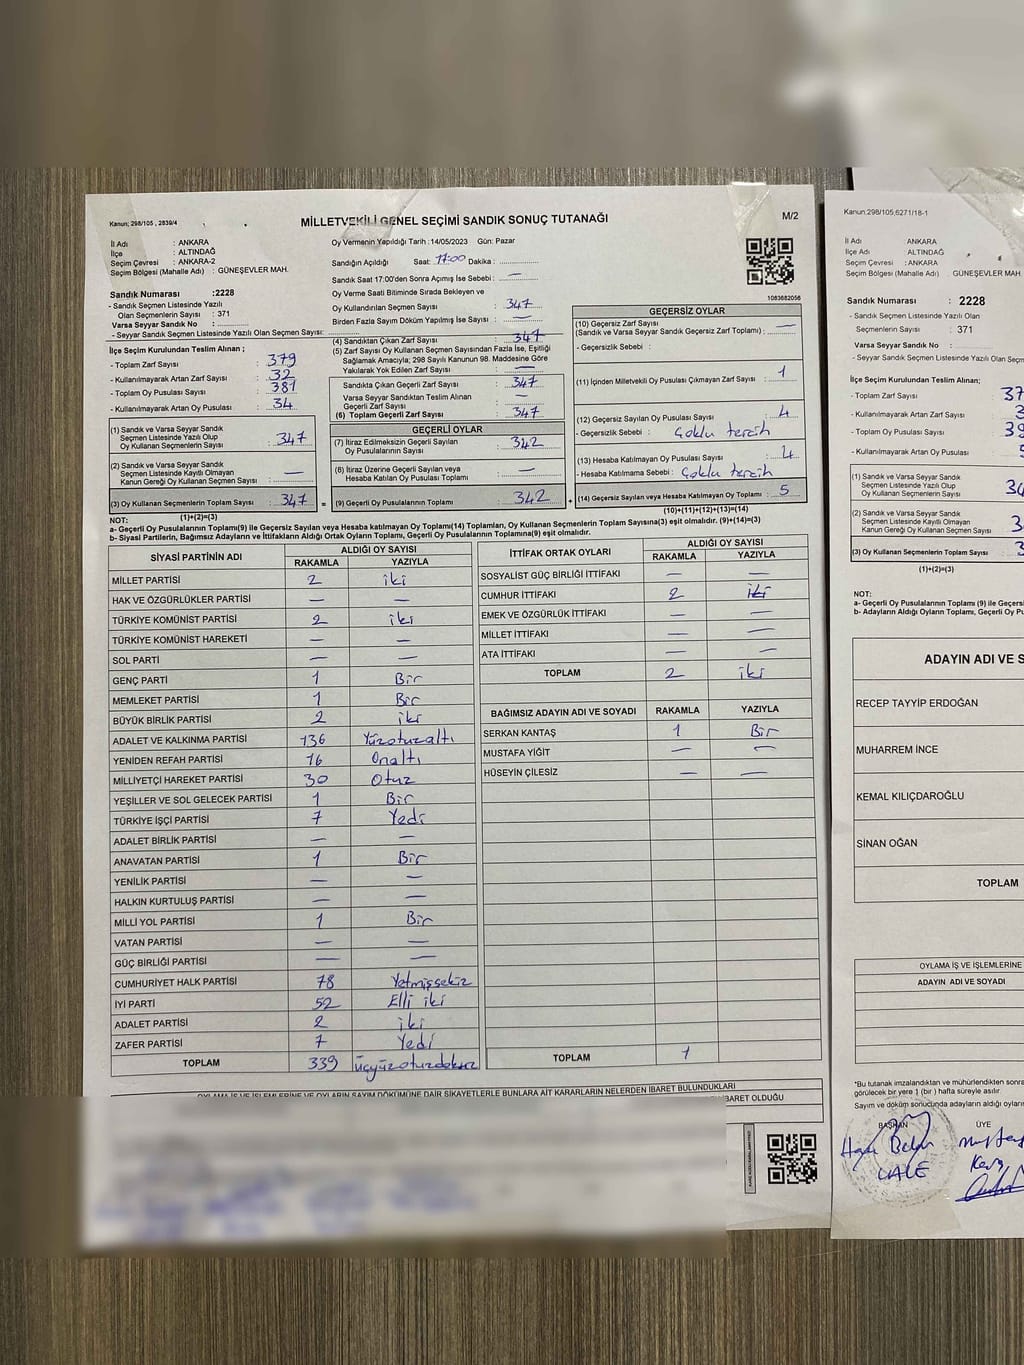 Kanun: 298/105 , 2839/4
MİLLETVEKİLİ GENEL SEÇİMİ SANDIK SONUÇ TUTANAĞI
M/2
İl Adı : ANKARA
İlçe : ALTINDAĞ
Seçim Çevresi : ANKARA-2
Seçim Bölgesi (Mahalle Adı) : GÜNEŞEVLER MAH.
Sandık Numarası :2228
- Sandık Seçmen Listesinde Yazılı
Olan Seçmenlerin Sayısı : 371
Varsa Seyyar Sandık No :
- Seyyar Sandık Seçmen Listesinde Yazılı Olan Seçmen Sayısı:
İlçe Seçim Kurulundan Teslim Alınan ;
- Toplam Zarf Sayısı : 379
- Kullanılmayarak Artan Zarf Sayısı : 32
- Toplam Oy Pusulası Sayısı : 381
- Kullanılmayarak Artan Oy Pusulası : 34
(1) Sandık ve Varsa Seyyar Sandık
Seçmen Listesinde Yazılı Olup
Oy Kullanan Seçmenlerin Sayısı : 347
(2) Sandık ve Varsa Seyyar Sandık
Seçmen Listesinde Kayıtlı Olmayan
Kanun Gereği Oy Kullanan Seçmen Sayısı : —
(3) Oy Kullanan Seçmenlerin Toplam Sayısı : 347
(1)+(2)=(3)
Oy Vermenin Yapıldığı Tarih :14/05/2023 Gün: Pazar
Sandığın Açıldığı Saat: 17:00 Dakika :
Sandık Saat 17:00'den Sonra Açımış İse Sebebi : —
Oy Verme Saati Bitiminde Sırada Bekleyen ve
Oy Kullandırılan Seçmen Sayısı : 347
Birden Fazla Sayım Döküm Yapılmış İse Sayısı : —
(4) Sandıktan Çıkan Zarf Sayısı : 347
(5) Zarf Sayısı Oy Kullanan Seçmen Sayısından Fazla İse, Eşitliği
Sağlamak Amacıyla; 298 Sayılı Kanunun 98. Maddesine Göre
Yakılarak Yok Edilen Zarf Sayısı : —
Sandıkta Çıkan Geçerli Zarf Sayısı : 347
Varsa Seyyar Sandıktan Teslim Alınan
Geçerli Zarf Sayısı : —
(6) Toplam Geçerli Zarf Sayısı : 347
GEÇERLİ OYLAR
(7) İtiraz Edilmeksizin Geçerli Sayılan
Oy Pusulalarının Sayısı : 342
(8) İtiraz Üzerine Geçerli Sayılan veya
Hesaba Katılan Oy Pusulası Toplamı : —
= (9) Geçerli Oy Pusulalarının Toplamı 342 +
1083682056
GEÇERSİZ OYLAR
(10) Geçersiz Zarf Sayısı
(Sandık ve Varsa Seyyar Sandık Geçersiz Zarf Toplamı) : —
- Geçersizlik Sebebi :
(11) İçinden Milletvekili Oy Pusulası Çıkmayan Zarf Sayısı : 1
(12) Geçersiz Sayılan Oy Pusulası Sayısı : 4
- Geçersizlik Sebebi : Çoklu tercih
(13) Hesaba Katılmayan Oy Pusulası Sayısı : 4
- Hesaba Katılmama Sebebi : Çoklu tercih
(14) Geçersiz Sayılan veya Hesaba Katılmayan Oy Toplamı : 5
(10)+(11)+(12)+(13)=(14)
NOT:
a- Geçerli Oy Pusulalarının Toplamı(9) ile Geçersiz Sayılan veya Hesaba katılmayan Oy Toplamı(14) Toplamları, Oy Kullanan Seçmenlerin Toplam Sayısına(3) eşit olmalıdır. (9)+(14)=(3)
b- Siyasi Partilerin, Bağımsız Adayların ve İttifakların Aldığı Ortak Oyların Toplamı, Geçerli Oy Pusulalarının Toplamına(9) eşit olmalıdır.
SİYASİ PARTİNİN ADI ALDIĞI OY SAYISI
RAKAMLA YAZIYLA
MİLLET PARTİSİ 2 iki
HAK VE ÖZGÜRLÜKLER PARTİSİ — —
TÜRKİYE KOMÜNİST PARTİSİ 2 iki
TÜRKİYE KOMÜNİST HAREKETİ — —
SOL PARTİ — —
GENÇ PARTİ 1 Bir
MEMLEKET PARTİSİ 1 Bir
BÜYÜK BİRLİK PARTİSİ 2 iki
ADALET VE KALKINMA PARTİSİ 136 Yüzotuzaltı
YENİDEN REFAH PARTİSİ 16 Onaltı
MİLLİYETÇİ HAREKET PARTİSİ 30 Otuz
YEŞİLLER VE SOL GELECEK PARTİSİ 1 Bir
TÜRKİYE İŞÇİ PARTİSİ 7 Yedi
ADALET BİRLİK PARTİSİ — —
ANAVATAN PARTİSİ 1 Bir
YENİLİK PARTİSİ — —
HALKIN KURTULUŞ PARTİSİ — —
MİLLİ YOL PARTİSİ 1 Bir
VATAN PARTİSİ — —
GÜÇ BİRLİĞİ PARTİSİ — —
CUMHURİYET HALK PARTİSİ 78 Yetmişsekiz
İYİ PARTİ 52 Elli iki
ADALET PARTİSİ 2 iki
ZAFER PARTİSİ 7 Yedi
TOPLAM 339
İTTİFAK ORTAK OYLARI ALDIĞI OY SAYISI
RAKAMLA YAZIYLA
SOSYALİST GÜÇ BİRLİĞİ İTTİFAKI — —
CUMHUR İTTİFAKI 2 iki
EMEK VE ÖZGÜRLÜK İTTİFAKI — —
MİLLET İTTİFAKI — —
ATA İTTİFAKI — —
TOPLAM 2 iki
BAĞIMSIZ ADAYIN ADI VE SOYADI RAKAMLA YAZIYLA
SERKAN KANTAŞ 1 Bir
MUSTAFA YİĞİT — —
HÜSEYİN ÇİLESİZ — —
TOPLAM 1
OYLAMA İŞ VE İŞLEMLERİNE VE OYLARIN SAYIM DÖKÜMÜNE DAİR ŞİKAYETLERLE BUNLARA AİT KARARLARIN NELERDEN İBARET BULUNDUKLARI
İBARET OLDUĞU
Kanun:298/105,6271/18-1
İl Adı : ANKARA
İlçe Adı : ALTINDAĞ
Seçim Çevresi : ANKARA
Seçim Bölgesi (Mahalle Adı) GÜNEŞEVLER MAH.
Sandık Numarası : 2228
- Sandık Seçmen Listesinde Yazılı Olan
Seçmenlerin Sayısı : 371
Varsa Seyyar Sandık No :
- Seyyar Sandık Seçmen Listesinde Yazılı Olan Seçm
İlçe Seçim Kurulundan Teslim Alınan;
- Toplam Zarf Sayısı : 37
- Kullanılmayarak Artan Zarf Sayısı : 3
- Toplam Oy Pusulası Sayısı : 38
- Kullanılmayarak Artan Oy Pusulası :
(1) Sandık ve Varsa Seyyar Sandık
Seçmen Listesinde Yazılı Olup
Oy Kullanan Seçmenlerin Sayısı : 34
(2) Sandık ve Varsa Seyyar Sandık
Seçmen Listesinde Kayıtlı Olmayan
Kanun Gereği Oy Kullanan Seçmen Sayısı : 3
(3) Oy Kullanan Seçmenlerin Toplam Sayısı : 3
(1)+(2)=(3)
NOT:
a- Geçerli Oy Pusulalarının Toplamı (9) ile Geçersi
b- Adayların Aldığı Oyların Toplamı, Geçerli Oy Pu
ADAYIN ADI VE S
RECEP TAYYİP ERDOĞAN
MUHARREM İNCE
KEMAL KILIÇDAROĞLU
SİNAN OĞAN
TOPLAM
OYLAMA İŞ VE İŞLEMLERİNE
ADAYIN ADI VE SOYADI
*Bu tutanak imzalandıktan ve mühürlendikten sonra
görülecek bir yere 1 (bir ) hafta süreyle asılır.
Sayım ve döküm sonucunda adayların aldığı oyların
BAŞKAN ÜYE
LALE